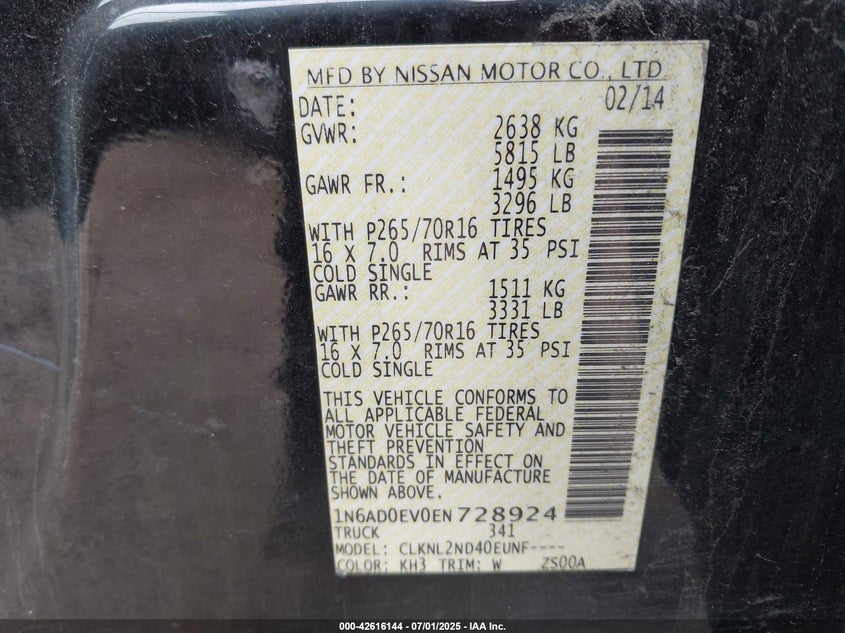 MFD BY NISSAN MOTOR CO., LTD.
DATE: 02/14
GVWR: 2638 KG
5815 LB
GAWR FR.: 1495 KG
3296 LB
WITH P265/70R16 TIRES
16 X 7.0 RIMS AT 35 PSI
COLD SINGLE
GAWR RR.: 1511 KG
3331 LB
WITH P265/70R16 TIRES
16 X 7.0 RIMS AT 35 PSI
COLD SINGLE
THIS VEHICLE CONFORMS TO
ALL APPLICABLE FEDERAL
MOTOR VEHICLE SAFETY AND
THEFT PREVENTION
STANDARDS IN EFFECT ON
THE DATE OF MANUFACTURE
SHOWN ABOVE.
1N6AD0EV0EN728924
TRUCK 341
MODEL: CLKNL2ND40EUNF----
COLOR: KH3 TRIM: W ZS00A
000-42616144 - 07/01/2025 - IAA Inc.